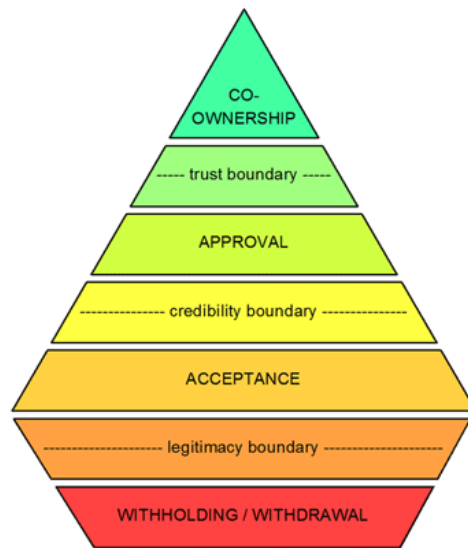 CO-
OWNERSHIP
----- trust boundary -----
APPROVAL
---------------- credibility boundary ----------------
ACCEPTANCE
----------------------- legitimacy boundary -----------------------
WITHHOLDING / WITHDRAWAL